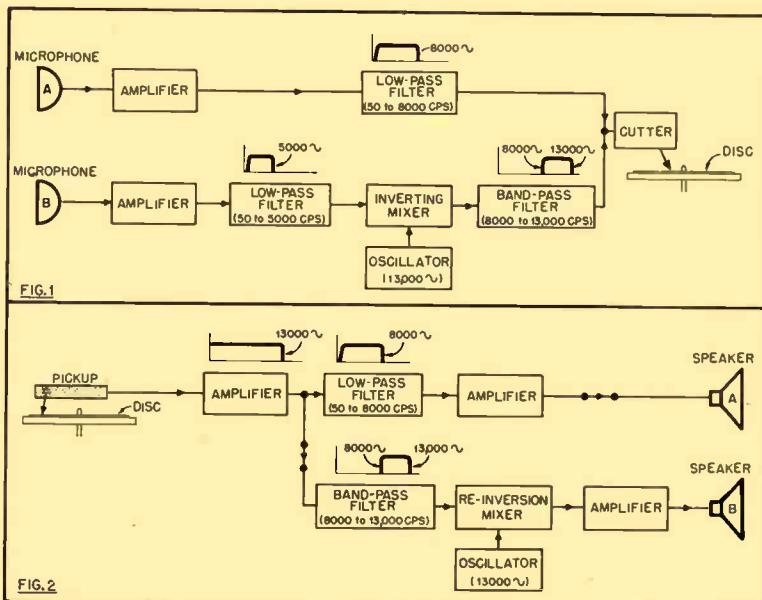 8000~
MICROPHONE
A
AMPLIFIER
LOW-PASS
FILTER
(50 to 8000 CPS)
CUTTER
DISC
5000~
8000~
13000~
MICROPHONE
B
AMPLIFIER
LOW-PASS
FILTER
(50 to 5000 CPS)
INVERTING
MIXER
BAND-PASS
FILTER
(8000 to 13,000 CPS)
OSCILLATOR
(13,000~)
FIG.1
13000~
8000~
PICKUP
DISC
AMPLIFIER
LOW-PASS
FILTER
(50 to 8000 CPS)
AMPLIFIER
SPEAKER
A
8000~
13,000~
BAND-PASS
FILTER
(8000 to 13,000 CPS)
RE-INVERSION
MIXER
AMPLIFIER
SPEAKER
B
OSCILLATOR
(13000~)
FIG.2